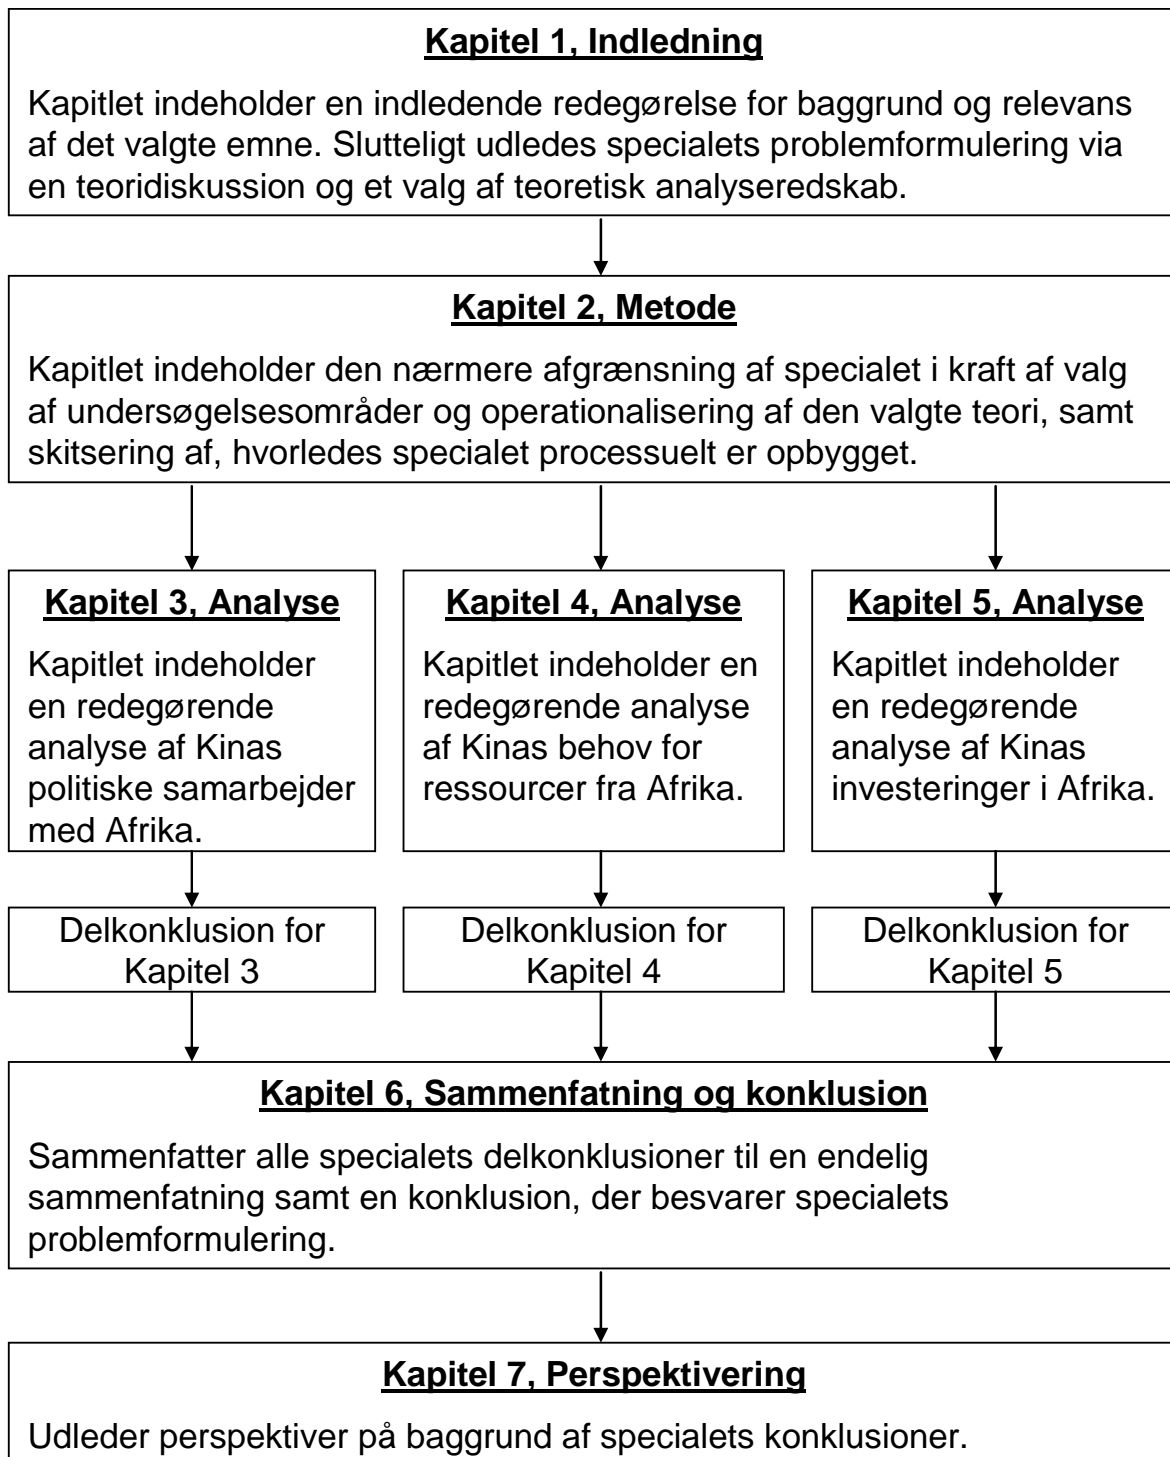 Kapitel 1, Indledning
Kapitlet indeholder en indledende redegørelse for baggrund og relevans
af det valgte emne. Slutteligt udledes specialets problemformulering via
en teoridiskussion og et valg af teoretisk analyseredskab.
Kapitel 2, Metode
Kapitlet indeholder den nærmere afgrænsning af specialet i kraft af valg
af undersøgelsesområder og operationalisering af den valgte teori, samt
skitsering af, hvorledes specialet processuelt er opbygget.
Kapitel 3, Analyse
Kapitlet indeholder
en redegørende
analyse af Kinas
politiske samarbejder
med Afrika.
Kapitel 4, Analyse
Kapitlet indeholder en
redegørende analyse
af Kinas behov for
ressourcer fra Afrika.
Kapitel 5, Analyse
Kapitlet indeholder
en redegørende
analyse af Kinas
investeringer i Afrika.
Delkonklusion for
Kapitel 3
Delkonklusion for
Kapitel 4
Delkonklusion for
Kapitel 5
Kapitel 6, Sammenfatning og konklusion
Sammenfatter alle specialets delkonklusioner til en endelig
sammenfatning samt en konklusion, der besvarer specialets
problemformulering.
Kapitel 7, Perspektivering
Udleder perspektiver på baggrund af specialets konklusioner.